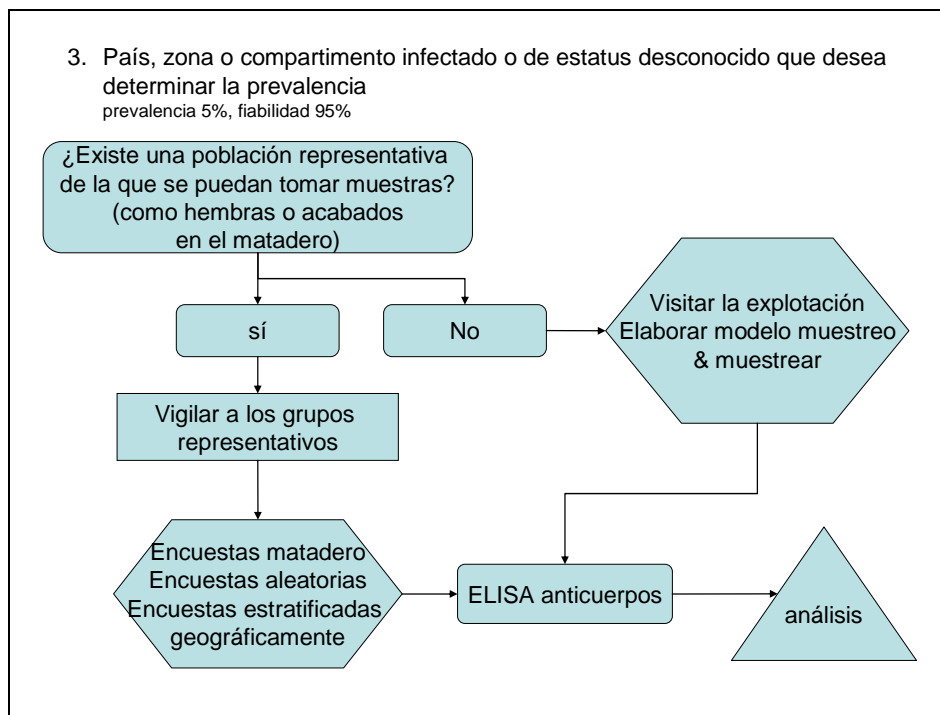 3. País, zona o compartimento infectado o de estatus desconocido que desea
determinar la prevalencia
prevalencia 5%, fiabilidad 95%
¿Existe una población representativa
de la que se puedan tomar muestras?
(como hembras o acabados
en el matadero)
sí
No
Visitar la explotación
Elaborar modelo muestreo
& muestrear
Vigilar a los grupos
representativos
Encuestas matadero
Encuestas aleatorias
Encuestas estratificadas
geográficamente
ELISA anticuerpos
análisis